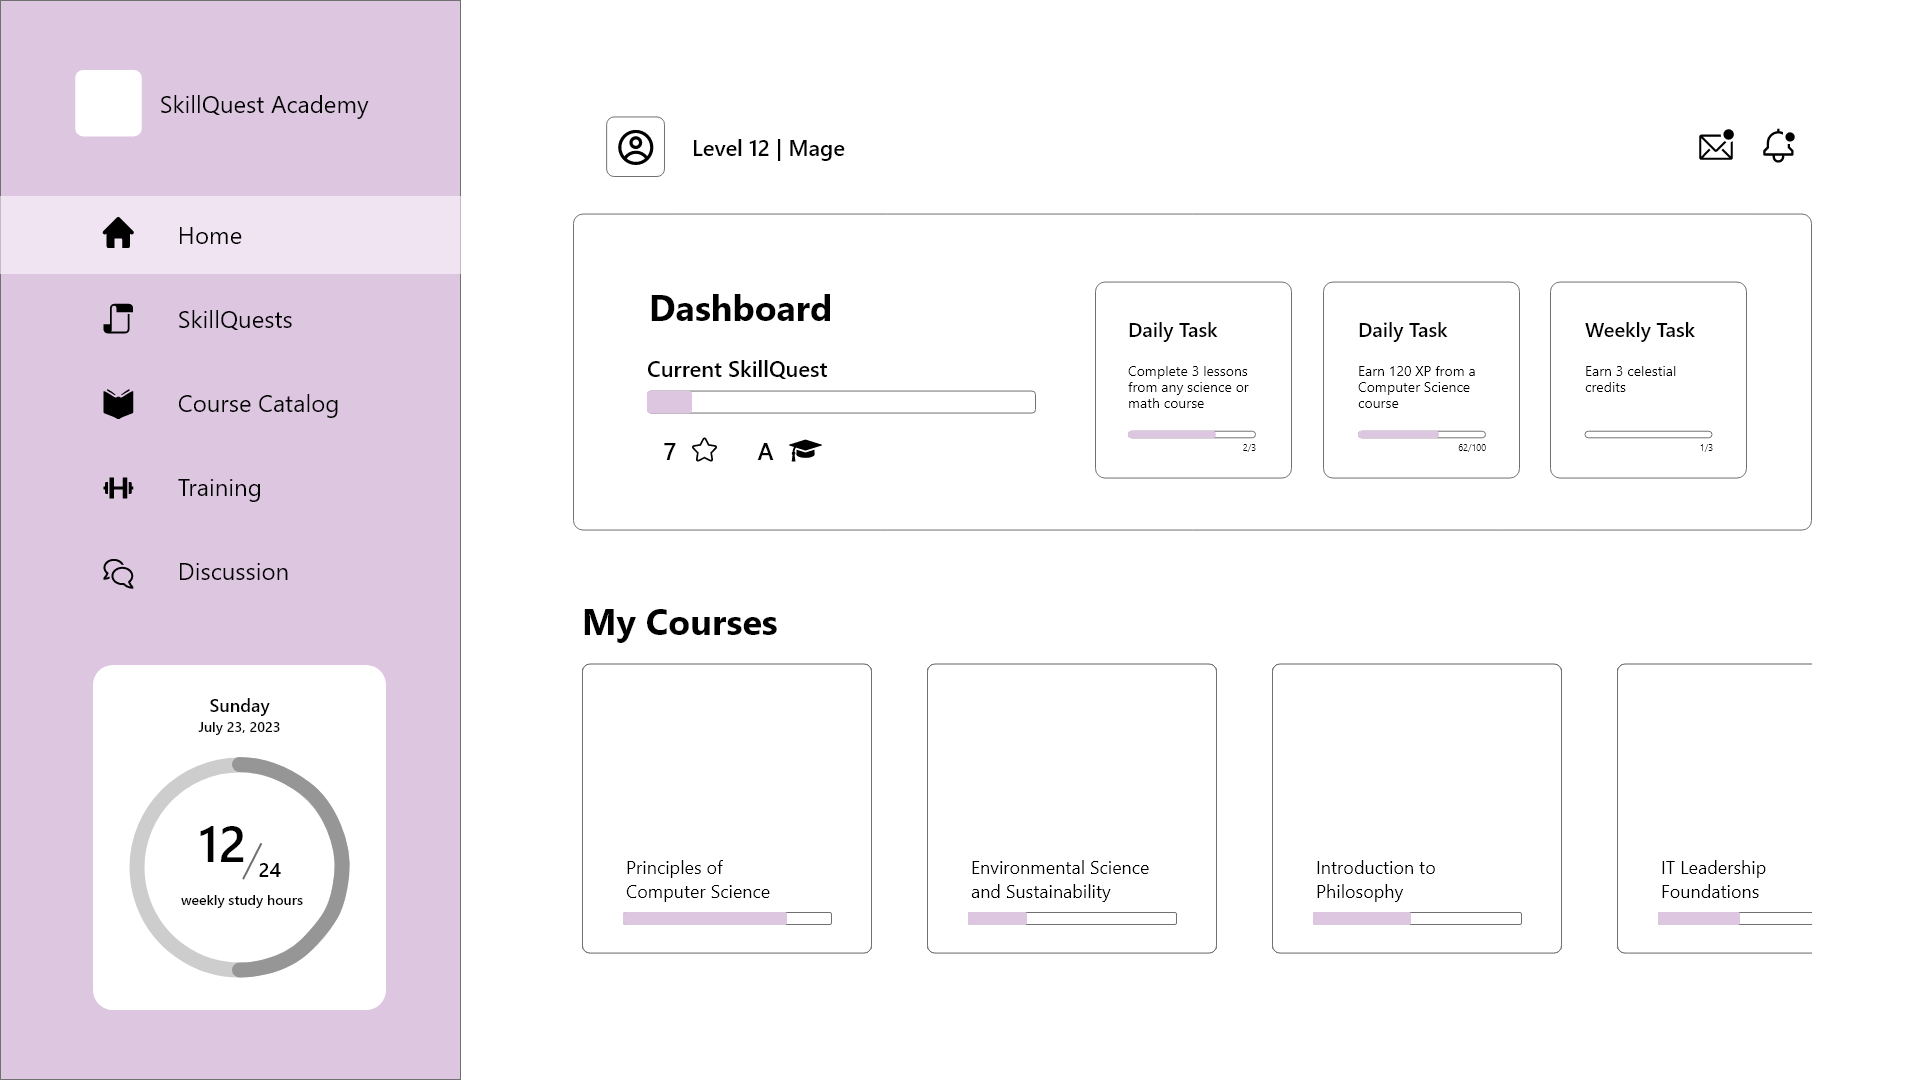 SkillQuest Academy
Home
SkillQuests
Course Catalog
Training
Discussion
Sunday
July 23, 2023
12/24
weekly study hours
Level 12 | Mage
Dashboard
Current SkillQuest
7
A
Daily Task
Complete 3 lessons
from any science or
math course
2/3
Daily Task
Earn 120 XP from a
Computer Science
course
62/100
Weekly Task
Earn 3 celestial
credits
1/3
My Courses
Principles of
Computer Science
Environmental Science
and Sustainability
Introduction to
Philosophy
IT Leadership
Foundations